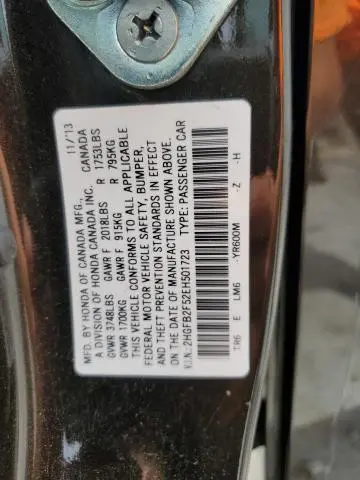 MFD. BY HONDA OF CANADA MFG., 11/'13
A DIVISION OF HONDA CANADA INC. CANADA
GVWR 3748LBS GAWR F 2018LBS R 1753LBS
GVWR 1700KG GAWR F 915KG R 795KG
THIS VEHICLE CONFORMS TO ALL APPLICABLE
FEDERAL MOTOR VEHICLE SAFETY, BUMPER,
AND THEFT PREVENTION STANDARDS IN EFFECT
ON THE DATE OF MANUFACTURE SHOWN ABOVE.
V.I.N.: 2HGFB2F52EH501723 TYPE: PASSENGER CAR
TR6 E LM6 -YR600M -Z -H